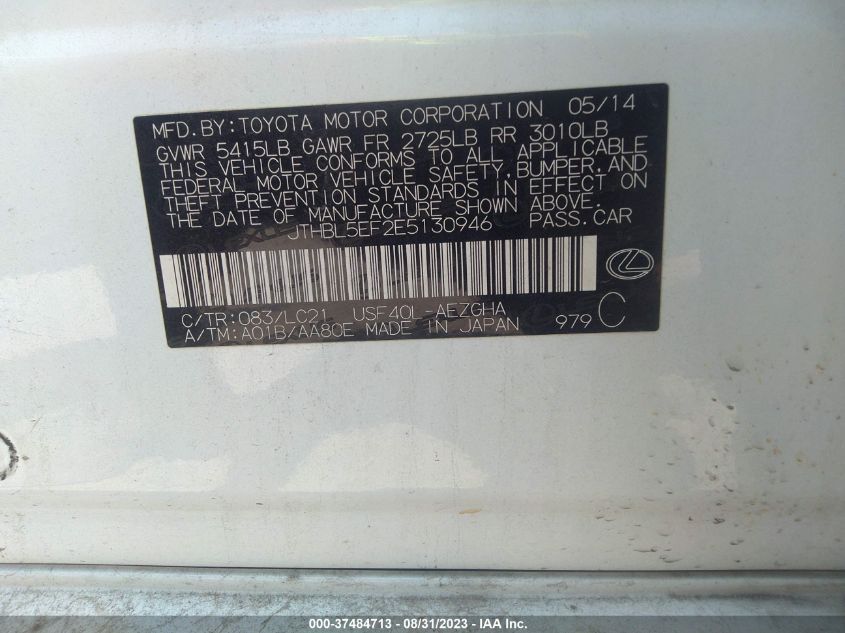 MFD.BY:TOYOTA MOTOR CORPORATION 05/14
GVWR 5415LB GAWR FR 2725LB RR 3010LB
THIS VEHICLE CONFORMS TO ALL APPLICABLE
FEDERAL MOTOR VEHICLE SAFETY,BUMPER,AND
THEFT PREVENTION STANDARDS IN EFFECT ON
THE DATE OF MANUFACTURE SHOWN ABOVE.
JTHBL5EF2E5130946 PASS.CAR
C/TR:083/LC21 USF40L-AEZGHA
A/TM:A01B/AA80E MADE IN JAPAN 979 C
000-37484713 - 08/31/2023 - IAAI.com